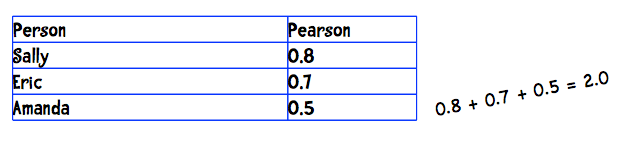 Person Pearson
Sally 0.8
Eric 0.7
Amanda 0.5
0.8 + 0.7 + 0.5 = 2.0